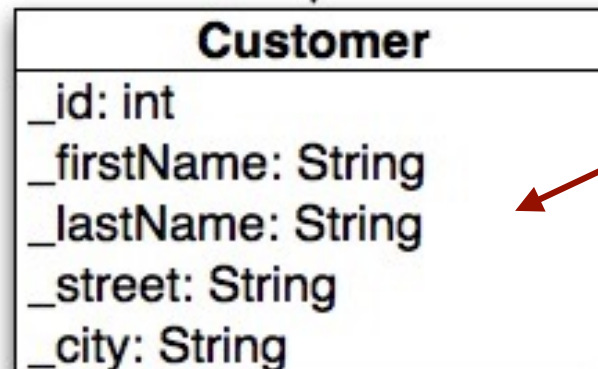 Customer
_id: int
_firstName: String
_lastName: String
_street: String
_city: String